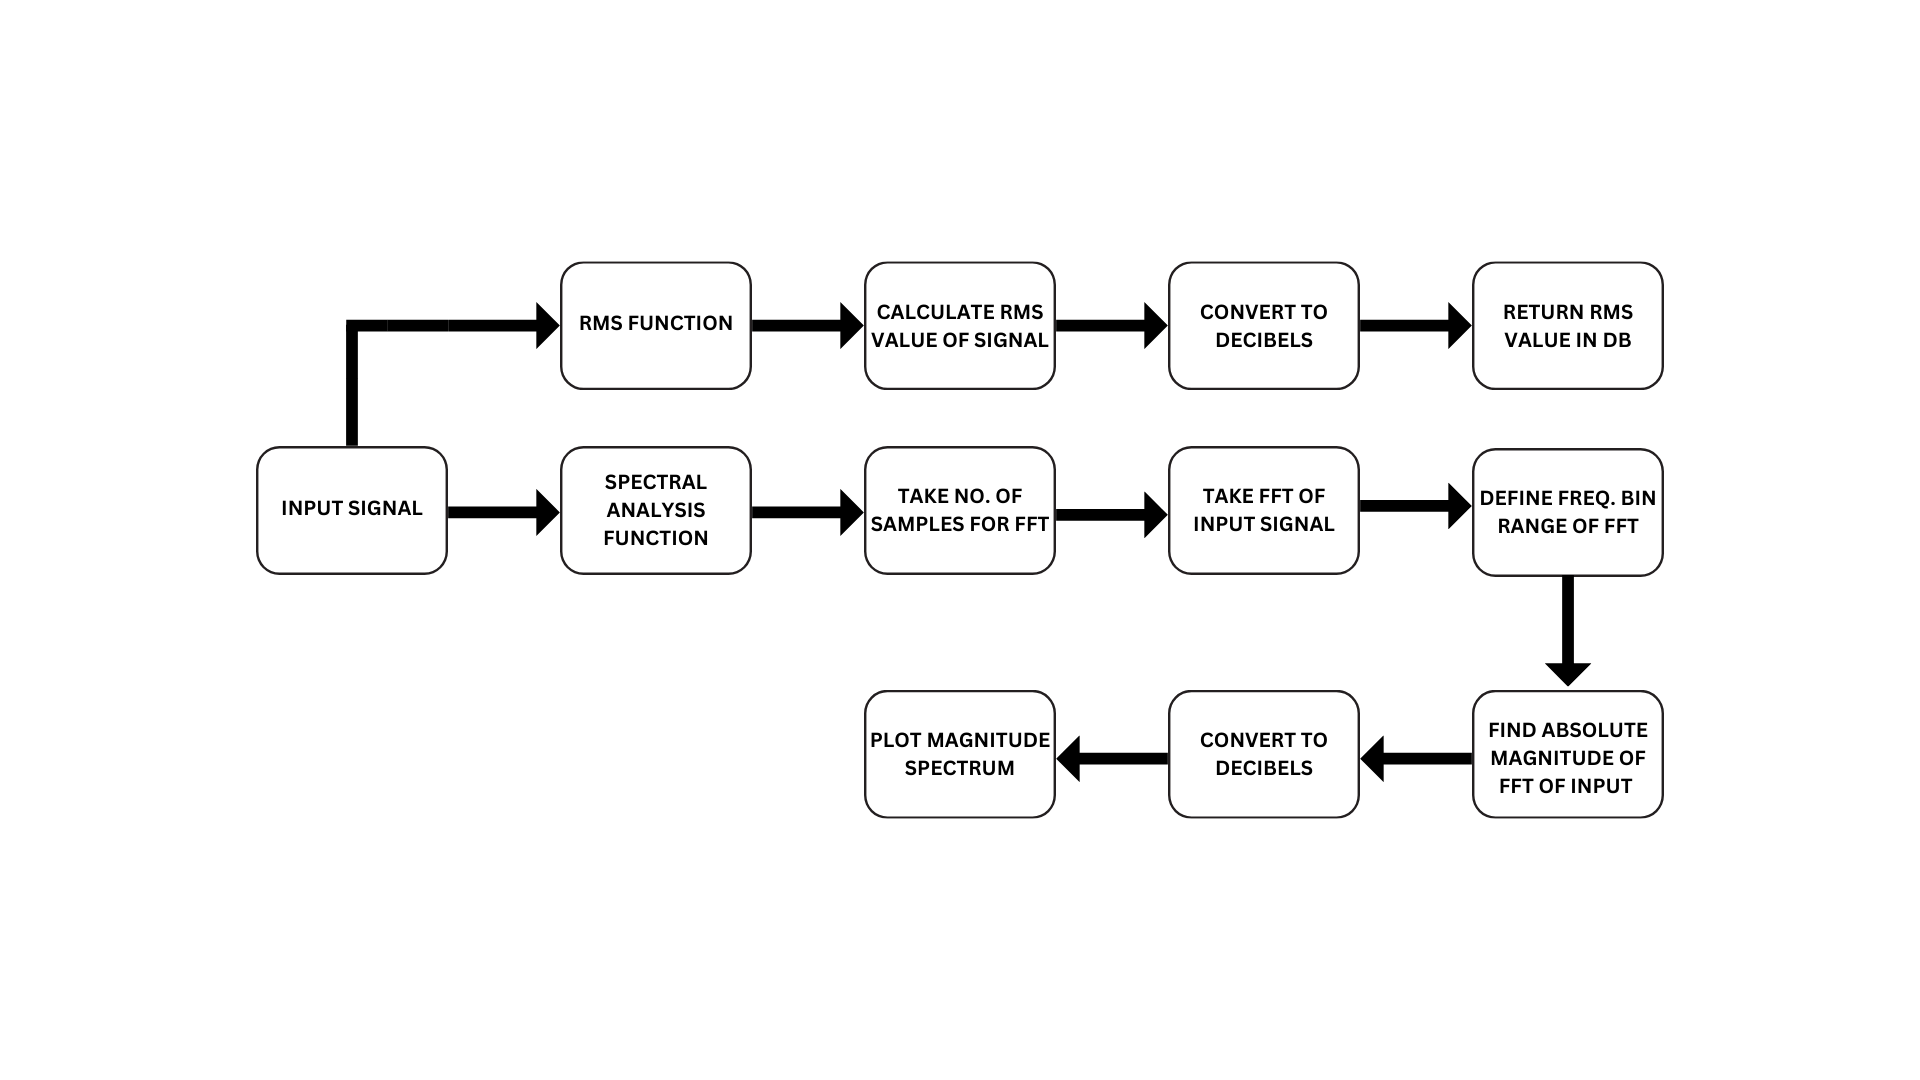 RMS FUNCTION
CALCULATE RMS
VALUE OF SIGNAL
CONVERT TO
DECIBELS
RETURN RMS
VALUE IN DB
INPUT SIGNAL
SPECTRAL
ANALYSIS
FUNCTION
TAKE NO. OF
SAMPLES FOR FFT
TAKE FFT OF
INPUT SIGNAL
DEFINE FREQ. BIN
RANGE OF FFT
FIND ABSOLUTE
MAGNITUDE OF
FFT OF INPUT
CONVERT TO
DECIBELS
PLOT MAGNITUDE
SPECTRUM